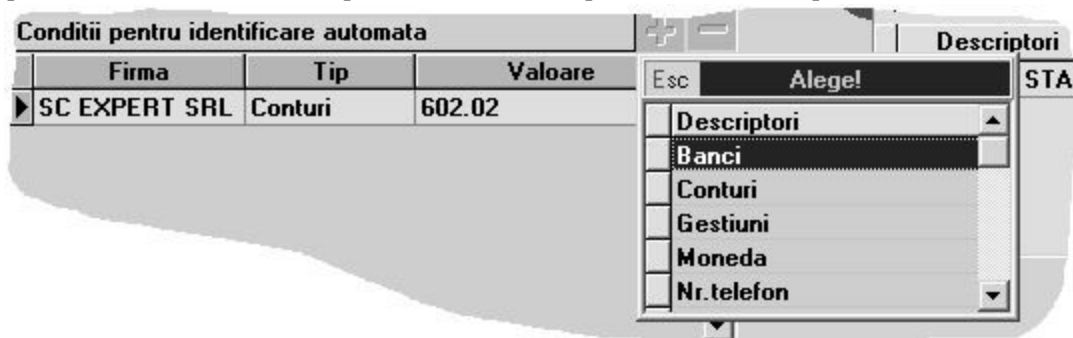 Conditii pentru identificare automata
Descriptori
Firma Tip Valoare
Esc Alege! STA
SC EXPERT SRL Conturi 602.02
Descriptori
Banci
Conturi
Gestiuni
Moneda
Nr.telefon